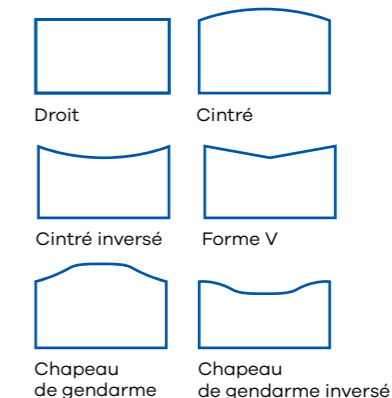 Droit
Cintré
Cintré inversé
Forme V
Chapeau
de gendarme
Chapeau
de gendarme inversé